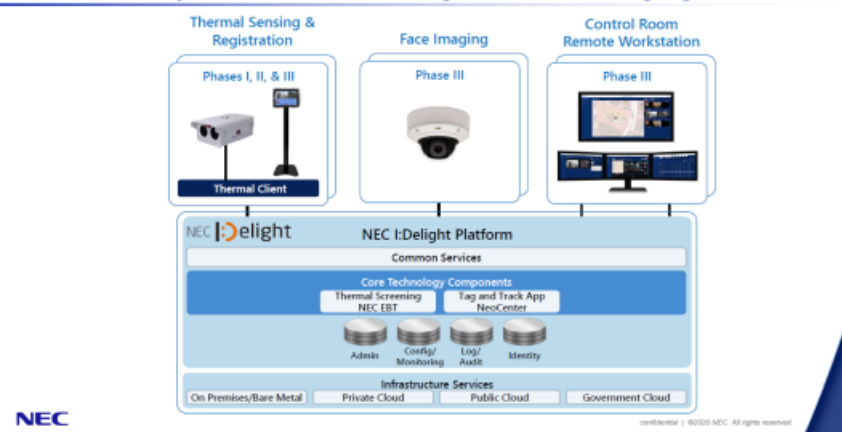 Thermal Sensing &
Registration
Face Imaging
Control Room
Remote Workstation
Phases I, II, & III
Phase III
Phase III
Thermal Client
NEC I:Delight
NEC I:Delight Platform
Common Services
Core Technology Components
Thermal Screening
NEC EBT
Tag and Track App
NeoCenter
Admin
Config/
Monitoring
Log/
Audit
Identity
Infrastructure Services
On Premises/Bare Metal
Private Cloud
Public Cloud
Government Cloud
NEC
confidential | ©2020 NEC. All rights reserved.